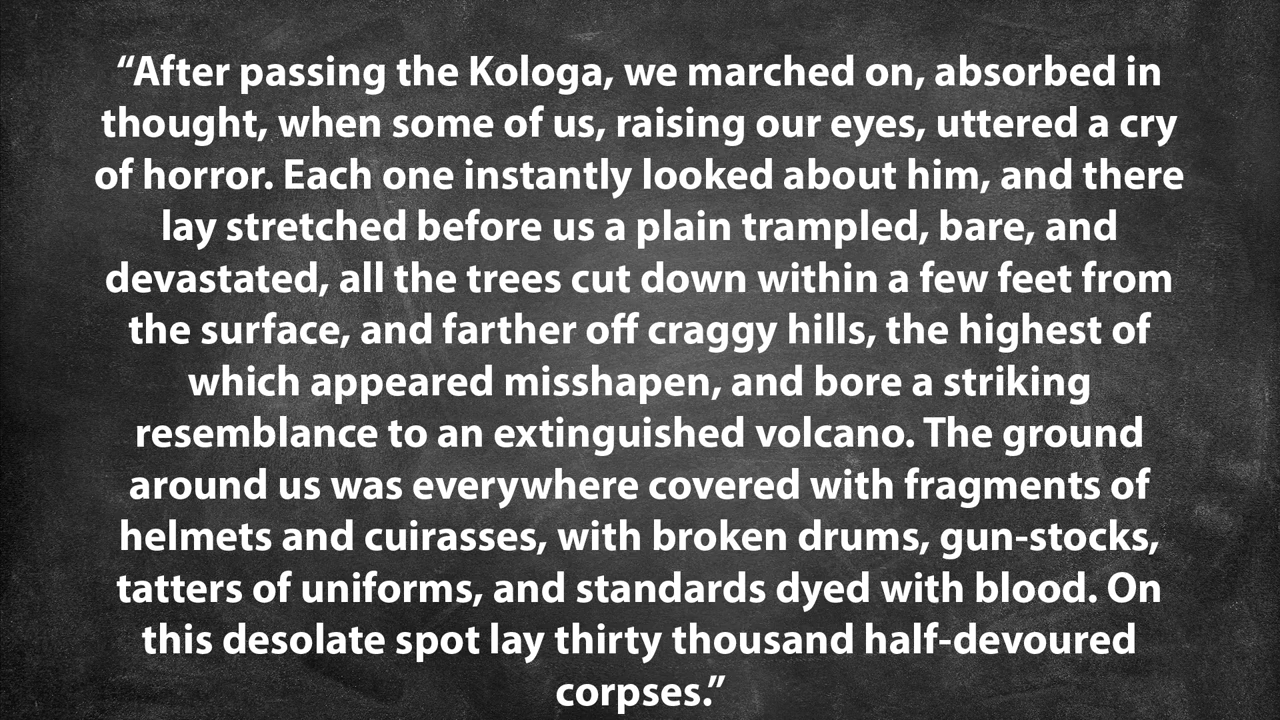 “After passing the Kologa, we marched on, absorbed in
thought, when some of us, raising our eyes, uttered a cry
of horror. Each one instantly looked about him, and there
lay stretched before us a plain trampled, bare, and
devastated, all the trees cut down within a few feet from
the surface, and farther off craggy hills, the highest of
which appeared misshapen, and bore a striking
resemblance to an extinguished volcano. The ground
around us was everywhere covered with fragments of
helmets and cuirasses, with broken drums, gun-stocks,
tatters of uniforms, and standards dyed with blood. On
this desolate spot lay thirty thousand half-devoured
corpses.”